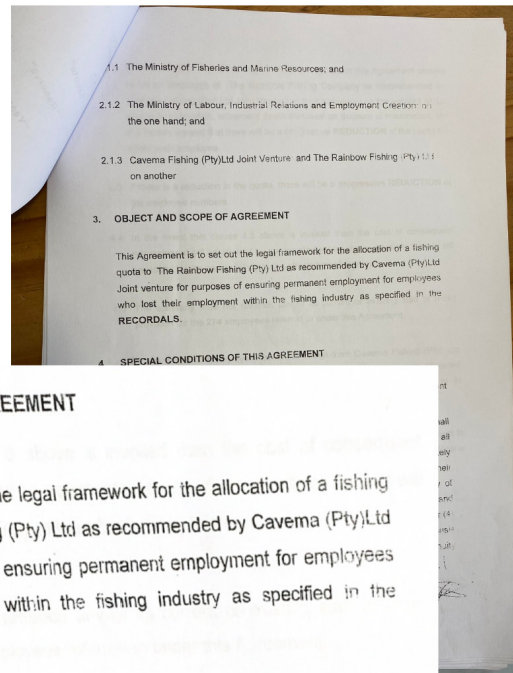 1.1 The Ministry of Fisheries and Marine Resources; and
2.1.2 The Ministry of Labour, Industrial Relations and Employment Creation on
the one hand; and
2.1.3 Cavema Fishing (Pty)Ltd Joint Venture and The Rainbow Fishing (Pty) Ltd
on another
3. OBJECT AND SCOPE OF AGREEMENT
This Agreement is to set out the legal framework for the allocation of a fishing
quota to The Rainbow Fishing (Pty) Ltd as recommended by Cavema (Pty)Ltd
Joint venture for purposes of ensuring permanent employment for employees
who lost their employment within the fishing industry as specified in the
RECORDALS.
4 SPECIAL CONDITIONS OF THIS AGREEMENT
EEMENT
e legal framework for the allocation of a fishing
(Pty) Ltd as recommended by Cavema (Pty)Ltd
ensuring permanent employment for employees
within the fishing industry as specified in the